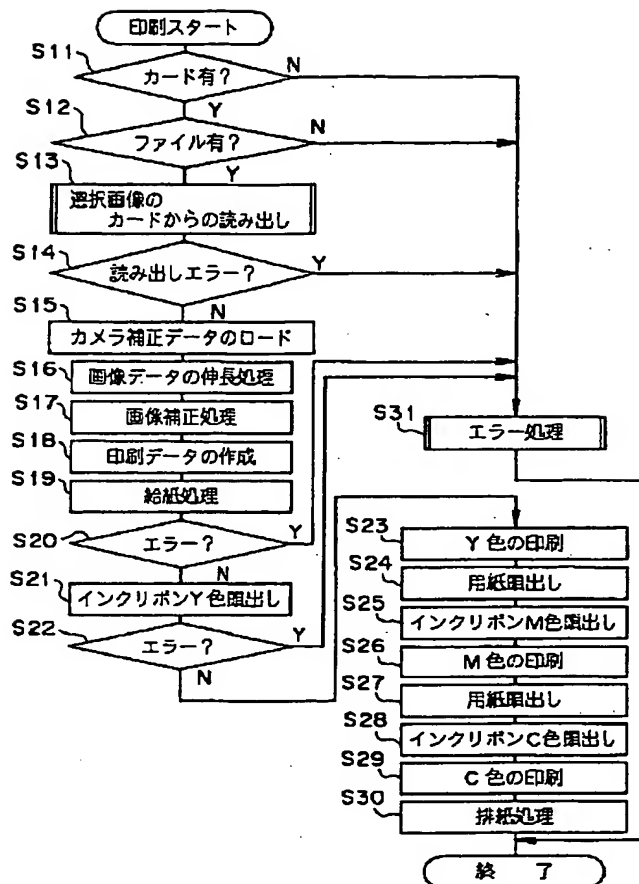 印刷スタート
S11
カード有?
N
Y
S12
ファイル有?
N
Y
S13
選択画像の
カードからの読み出し
S14
読み出しエラー?
Y
N
S15
カメラ補正データのロード
S16
画像データの伸長処理
S17
画像補正処理
S18
印刷データの作成
S19
給紙処理
S20
エラー?
Y
N
S21
インクリボンY色頭出し
S22
エラー?
Y
N
S31
エラー処理
S23
Y色の印刷
S24
用紙頭出し
S25
インクリボンM色頭出し
S26
M色の印刷
S27
用紙頭出し
S28
インクリボンC色頭出し
S29
C色の印刷
S30
排紙処理
終 了